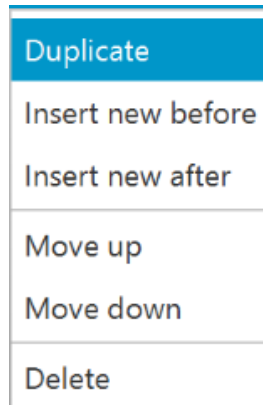 Duplicate
Insert new before
Insert new after
Move up
Move down
Delete